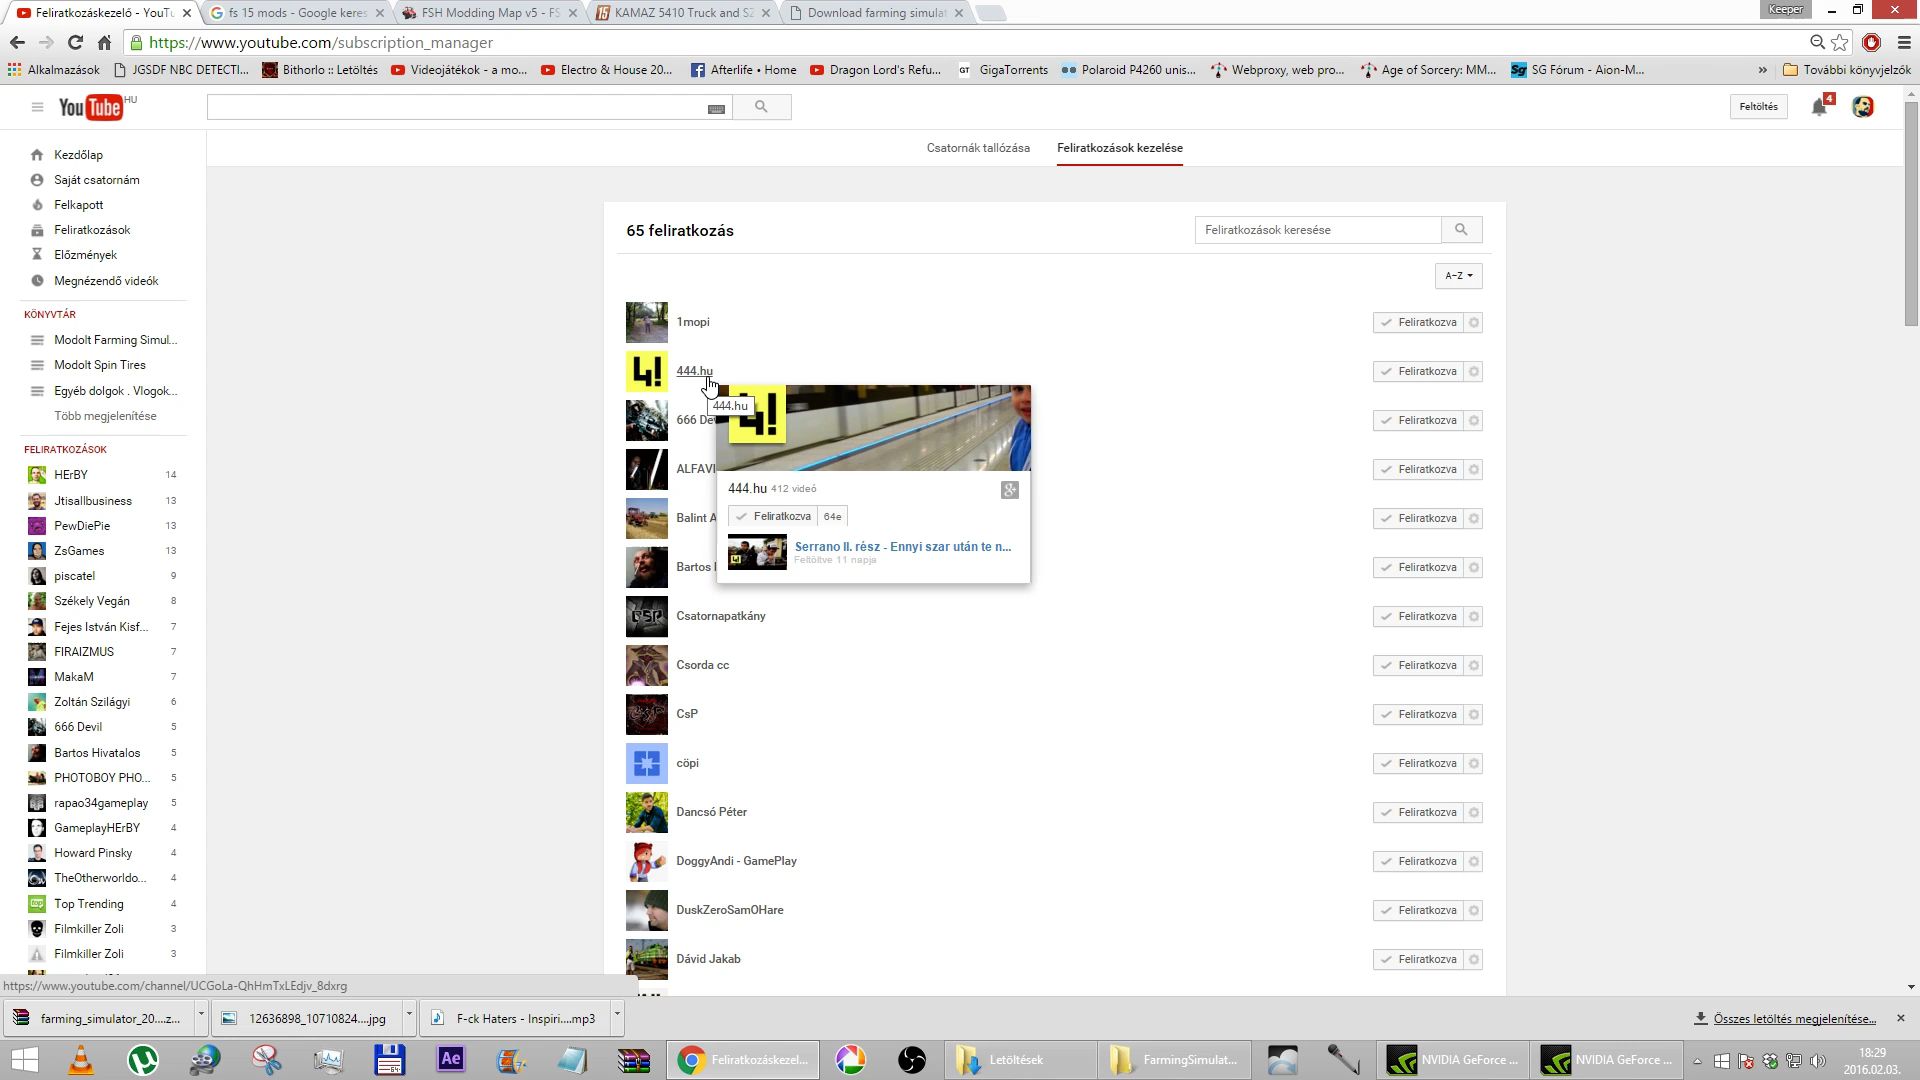 Feliratkozáskezelő - YouTu
fs 15 mods - Google keres
FSH Modding Map v5 - FS
KAMAZ 5410 Truck and SZ
Download farming simulat
Keeper
https://www.youtube.com/subscription_manager
Alkalmazások
JGSDF NBC DETECTI...
Bithorlo :: Letöltés
Videojátékok - a mo...
Electro & House 20...
Afterlife • Home
Dragon Lord's Refu...
GT GigaTorrents
Polaroid P4260 unis...
Webproxy, web pro...
Age of Sorcery: MM...
Sg SG Fórum - Aion-M...
»
További könyvjelzők
YouTube HU
Feltöltés
4
Csatornák tallózása
Feliratkozások kezelése
Kezdőlap
Saját csatornám
Felkapott
Feliratkozások
Előzmények
Megnézendő videók
KÖNYVTÁR
Modolt Farming Simul...
Modolt Spin Tires
Egyéb dolgok . Vlogok...
Több megjelenítése
FELIRATKOZÁSOK
HErBY 14
Jtisallbusiness 13
PewDiePie 13
ZsGames 13
piscatel 9
Székely Vegán 8
Fejes István Kisf... 7
FIRAIZMUS 7
MakaM 7
Zoltán Szilágyi 6
666 Devil 5
Bartos Hivatalos 5
PHOTOBOY PHO... 5
rapao34gameplay 5
GameplayHErBY 4
Howard Pinsky 4
TheOtherworldo... 4
Top Trending 4
Filmkiller Zoli 3
Filmkiller Zoli 3
65 feliratkozás
Feliratkozások keresése
A–Z
1mopi
Feliratkozva
4!
444.hu
Feliratkozva
444.hu
4!
666 De
Feliratkozva
ALFAVI
Feliratkozva
444.hu 412 videó
Feliratkozva 64e
Serrano II. rész - Ennyi szar után te n...
Feltöltve 11 napja
Balint A
Feliratkozva
Bartos
Feliratkozva
CSP
Csatornapatkány
Feliratkozva
Csorda cc
Feliratkozva
CsP
Feliratkozva
cöpi
Feliratkozva
Dancsó Péter
Feliratkozva
DoggyAndi - GamePlay
Feliratkozva
DuskZeroSamOHare
Feliratkozva
Dávid Jakab
Feliratkozva
https://www.youtube.com/channel/UCGoLa-QhHmTxLEdjv_8dxrg
farming_simulator_20....z...
12636898_10710824....jpg
F-ck Haters - Inspiri....mp3
Összes letöltés megjelenítése...
Ae
Feliratkozáskezel...
Letöltések
FarmingSimulat...
NVIDIA GeForce ...
NVIDIA GeForce ...
18:29
2016.02.03.